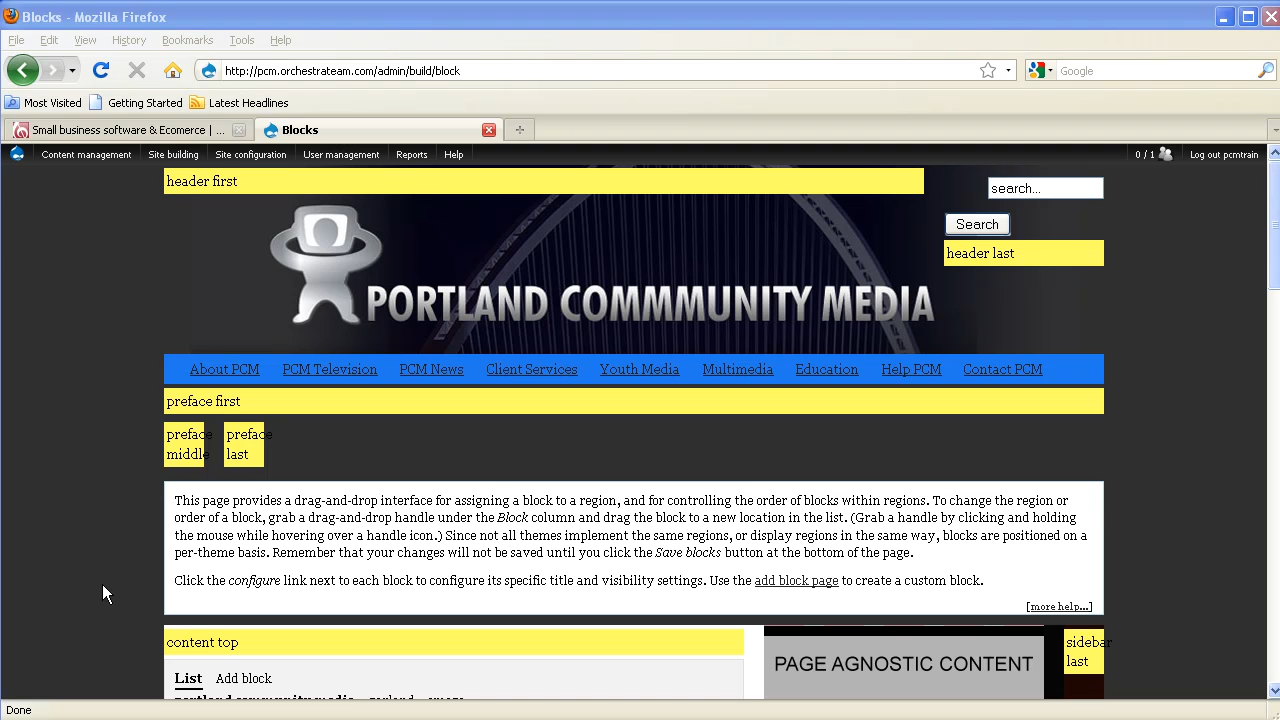 Blocks - Mozilla Firefox
File Edit View History Bookmarks Tools Help
http://pcm.orchestrateasn.com/admin/build/block
Google
Most Visited Getting Started Latest Headlines
Small business software & Ecomerce | ...
Blocks
Content management Site building Site configuration User management Reports Help
0 / 1 Log out pcmtrain
header first
search...
Search
header last
PORTLAND COMMMUNITY MEDIA
About PCM PCM Television PCM News Client Services Youth Media Multimedia Education Help PCM Contact PCM
preface first
preface
middle
preface
last
This page provides a drag-and-drop interface for assigning a block to a region, and for controlling the order of blocks within regions. To change the region or
order of a block, grab a drag-and-drop handle under the Block column and drag the block to a new location in the list. (Grab a handle by clicking and holding
the mouse while hovering over a handle icon.) Since not all themes implement the same regions, or display regions in the same way, blocks are positioned on a
per-theme basis. Remember that your changes will not be saved until you click the Save blocks button at the bottom of the page.
Click the configure link next to each block to configure its specific title and visibility settings. Use the add block page to create a custom block.
[more help...]
content top
PAGE AGNOSTIC CONTENT
sidebar
last
List Add block
Done